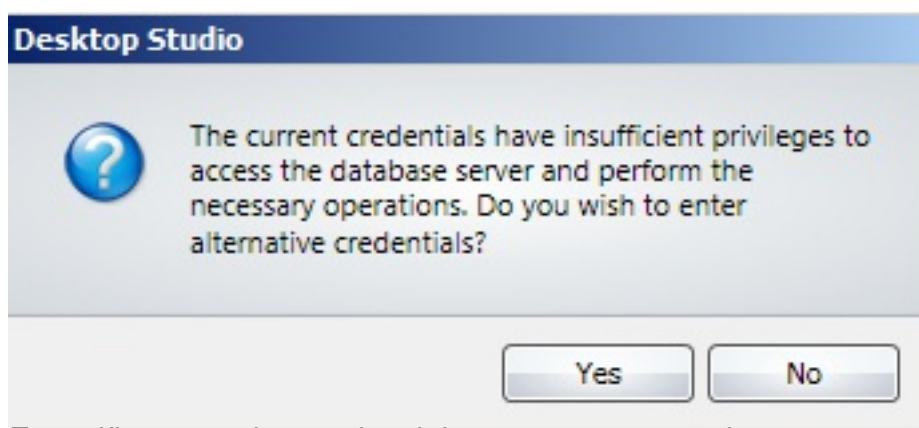 Desktop Studio
The current credentials have insufficient privileges to
access the database server and perform the
necessary operations. Do you wish to enter
alternative credentials?
Yes
No